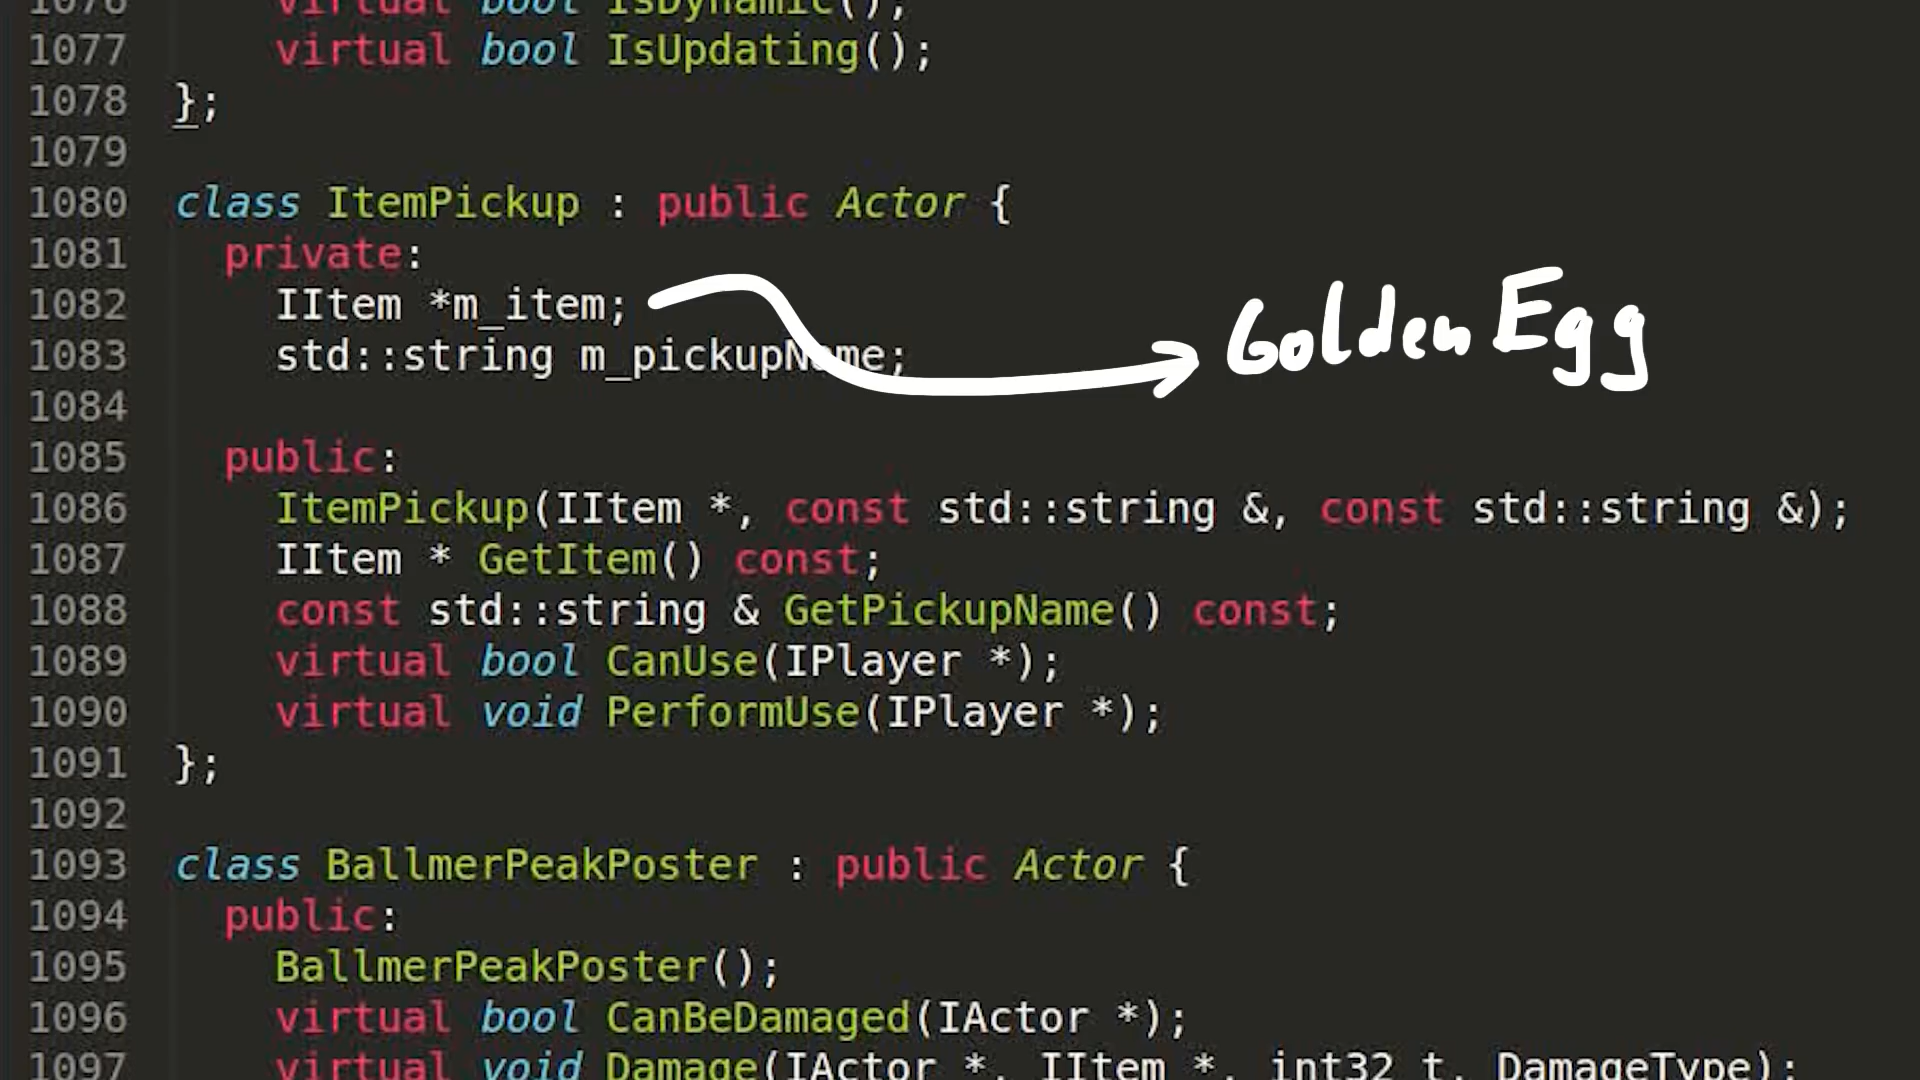 1076 virtual bool IsDynamic();
1077 virtual bool IsUpdating();
1078 };
1079
1080 class ItemPickup : public Actor {
1081 private:
1082 IItem *m_item;
Golden Egg
1083 std::string m_pickupName;
1084
1085 public:
1086 ItemPickup(IItem *, const std::string &, const std::string &);
1087 IItem * GetItem() const;
1088 const std::string & GetPickupName() const;
1089 virtual bool CanUse(IPlayer *);
1090 virtual void PerformUse(IPlayer *);
1091 };
1092
1093 class BallmerPeakPoster : public Actor {
1094 public:
1095 BallmerPeakPoster();
1096 virtual bool CanBeDamaged(IActor *);
1097 virtual void Damage(IActor *, IItem *, int32_t, DamageType);